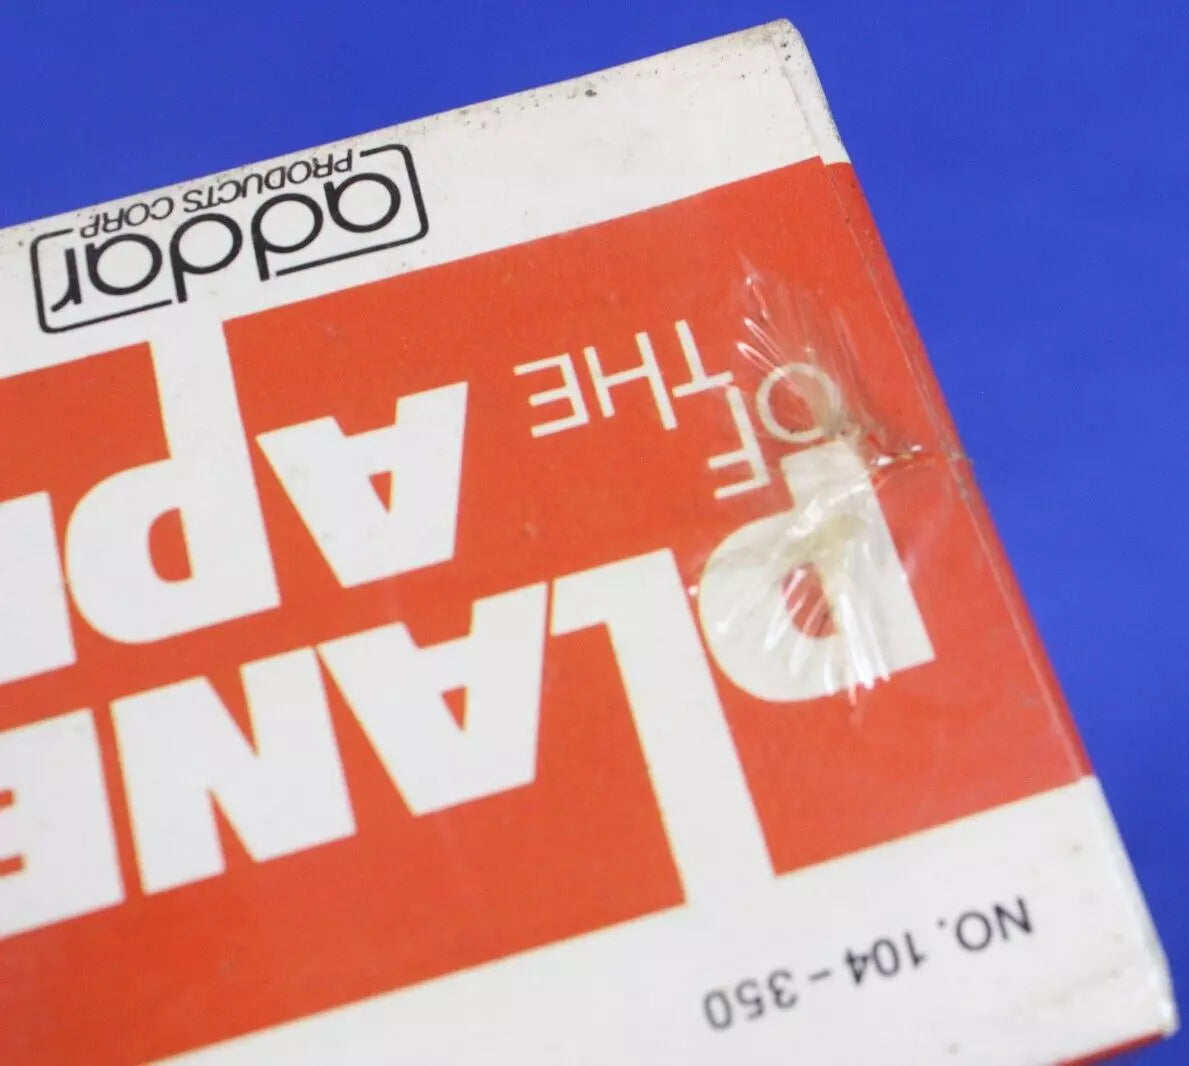 NO. 104-350
PLANE
OF THE
AP
addar
PRODUCTS CORP.